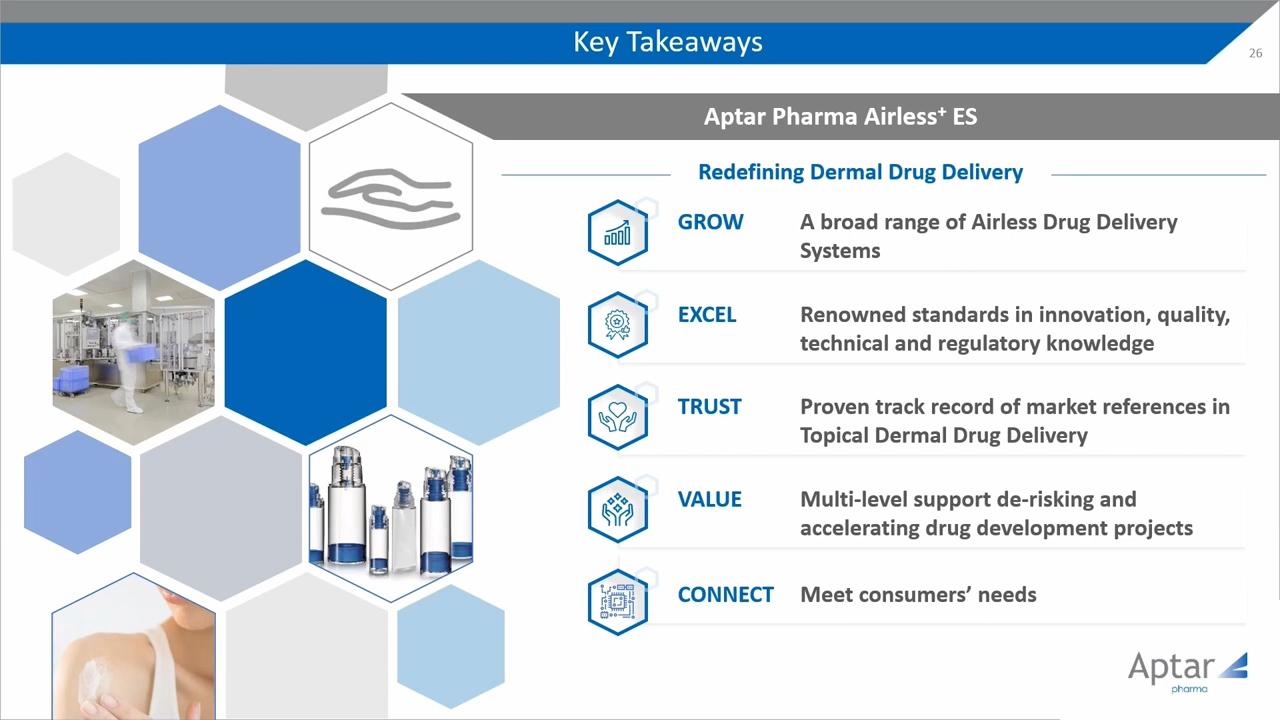 Key Takeaways
26
Aptar Pharma Airless⁺ ES
Redefining Dermal Drug Delivery
GROW
A broad range of Airless Drug Delivery
Systems
EXCEL
Renowned standards in innovation, quality,
technical and regulatory knowledge
TRUST
Proven track record of market references in
Topical Dermal Drug Delivery
VALUE
Multi-level support de-risking and
accelerating drug development projects
CONNECT
Meet consumers’ needs
Aptar
pharma